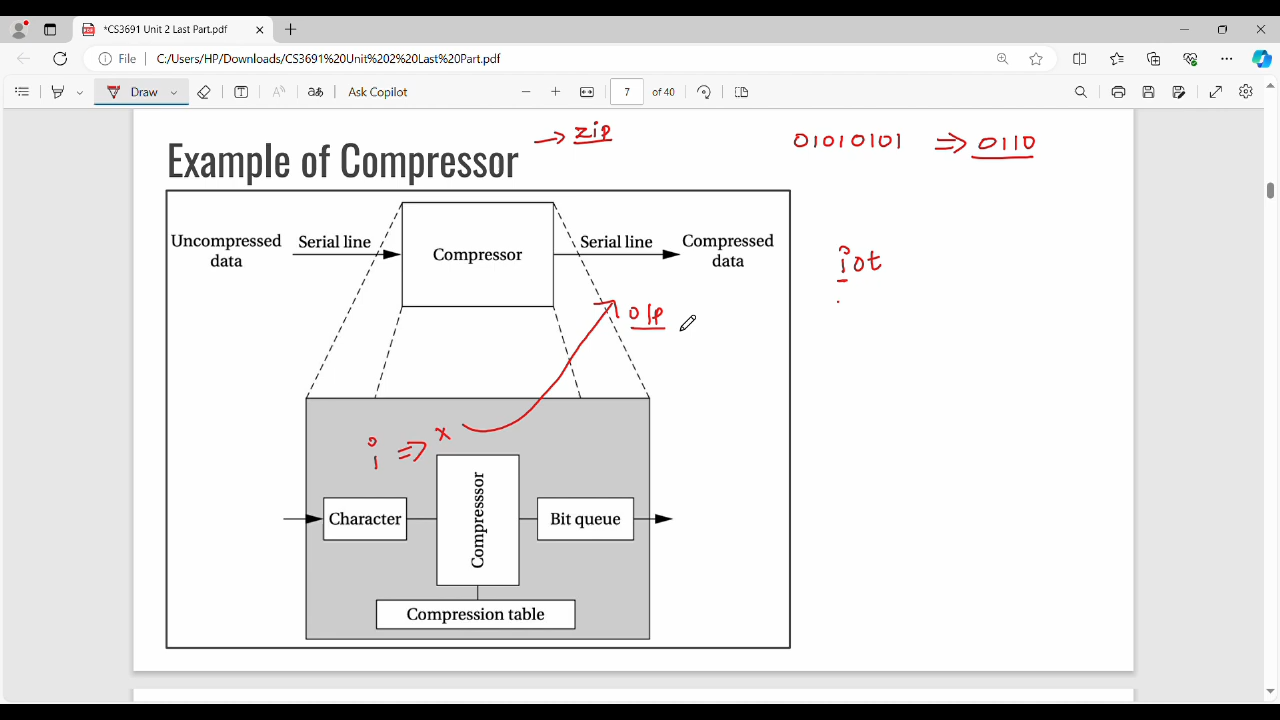 *CS3691 Unit 2 Last Part.pdf
File C:/Users/HP/Downloads/CS3691%20Unit%202%20Last%20Part.pdf
Draw Ask Copilot 7 of 40
→ zip
01010101 ⇒ 0110
Example of Compressor
Uncompressed data
Serial line
Compressor
Serial line
Compressed data
iot
o/p
i ⇒ x
Character
Compresssor
Bit queue
Compression table